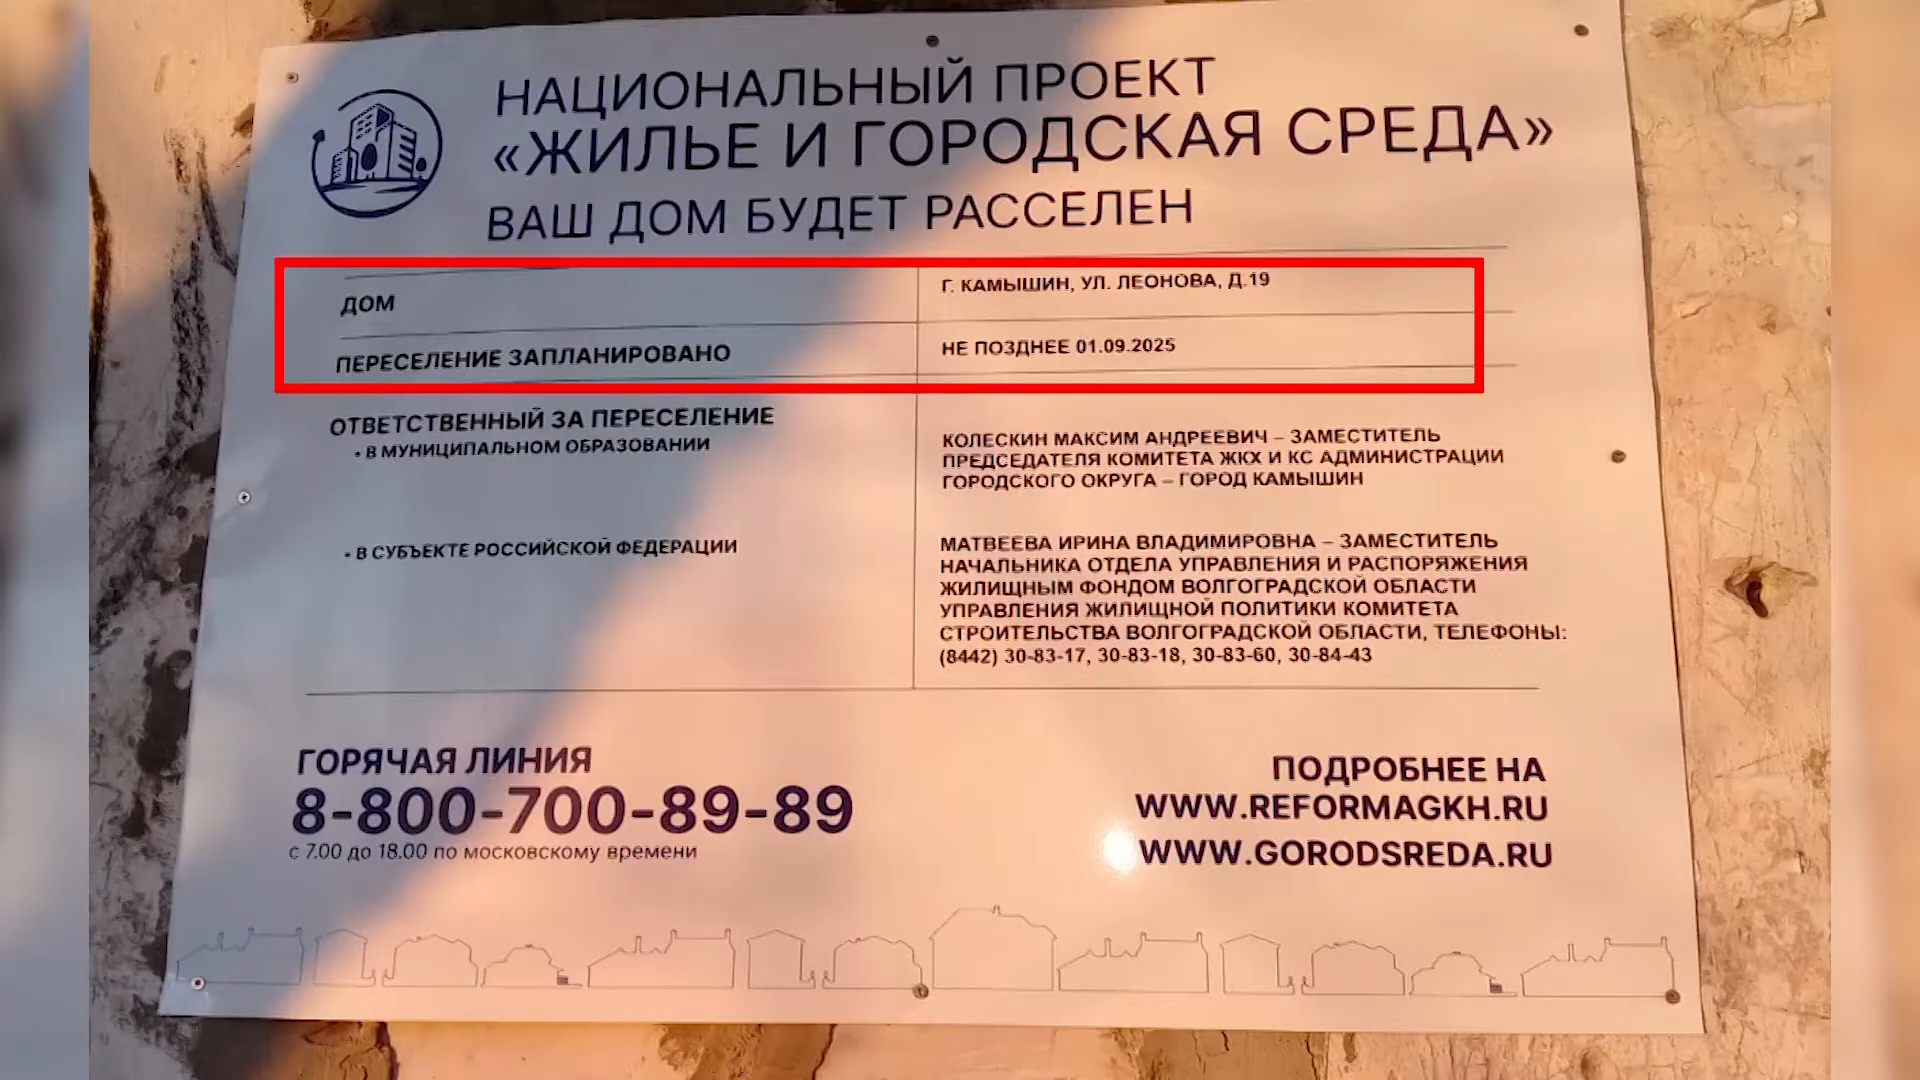 НАЦИОНАЛЬНЫЙ ПРОЕКТ
«ЖИЛЬЕ И ГОРОДСКАЯ СРЕДА»
ВАШ ДОМ БУДЕТ РАССЕЛЕН
ДОМ
Г. КАМЫШИН, УЛ. ЛЕОНОВА, Д.19
ПЕРЕСЕЛЕНИЕ ЗАПЛАНИРОВАНО
НЕ ПОЗДНЕЕ 01.09.2025
ОТВЕТСТВЕННЫЙ ЗА ПЕРЕСЕЛЕНИЕ
• В МУНИЦИПАЛЬНОМ ОБРАЗОВАНИИ
КОЛЕСКИН МАКСИМ АНДРЕЕВИЧ – ЗАМЕСТИТЕЛЬ
ПРЕДСЕДАТЕЛЯ КОМИТЕТА ЖКХ И КС АДМИНИСТРАЦИИ
ГОРОДСКОГО ОКРУГА – ГОРОД КАМЫШИН
• В СУБЪЕКТЕ РОССИЙСКОЙ ФЕДЕРАЦИИ
МАТВЕЕВА ИРИНА ВЛАДИМИРОВНА – ЗАМЕСТИТЕЛЬ
НАЧАЛЬНИКА ОТДЕЛА УПРАВЛЕНИЯ И РАСПОРЯЖЕНИЯ
ЖИЛИЩНЫМ ФОНДОМ ВОЛГОГРАДСКОЙ ОБЛАСТИ
УПРАВЛЕНИЯ ЖИЛИЩНОЙ ПОЛИТИКИ КОМИТЕТА
СТРОИТЕЛЬСТВА ВОЛГОГРАДСКОЙ ОБЛАСТИ, ТЕЛЕФОНЫ:
(8442) 30-83-17, 30-83-18, 30-83-60, 30-84-43
ГОРЯЧАЯ ЛИНИЯ
8-800-700-89-89
с 7.00 до 18.00 по московскому времени
ПОДРОБНЕЕ НА
WWW.REFORMAGKH.RU
WWW.GORODSREDA.RU